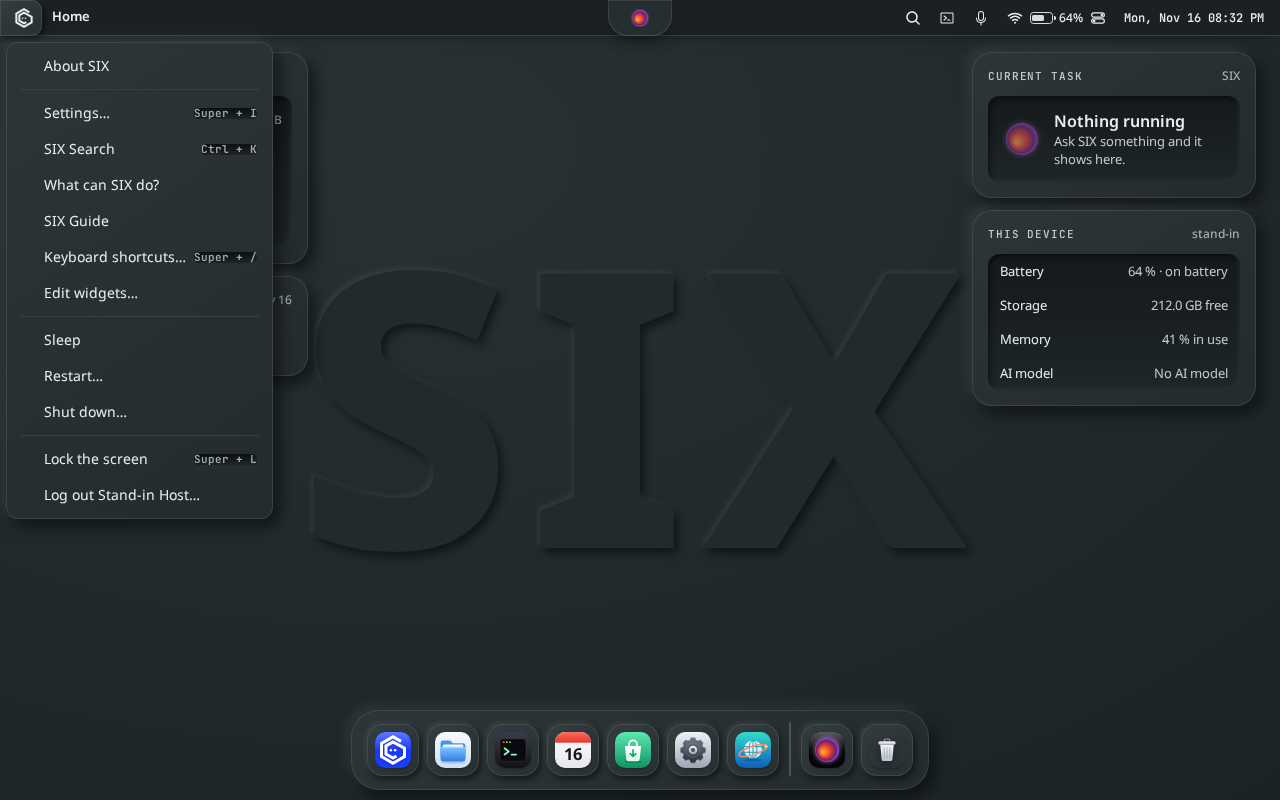 Home
64%
Mon, Nov 16 08:32 PM
About SIX
Settings... Super + I
SIX Search Ctrl + K
What can SIX do?
SIX Guide
Keyboard shortcuts... Super + /
Edit widgets...
Sleep
Restart...
Shut down...
Lock the screen Super + L
Log out Stand-in Host...
B
16
SIX
CURRENT TASK SIX
Nothing running
Ask SIX something and it
shows here.
THIS DEVICE stand-in
Battery 64 % · on battery
Storage 212.0 GB free
Memory 41 % in use
AI model No AI model
16